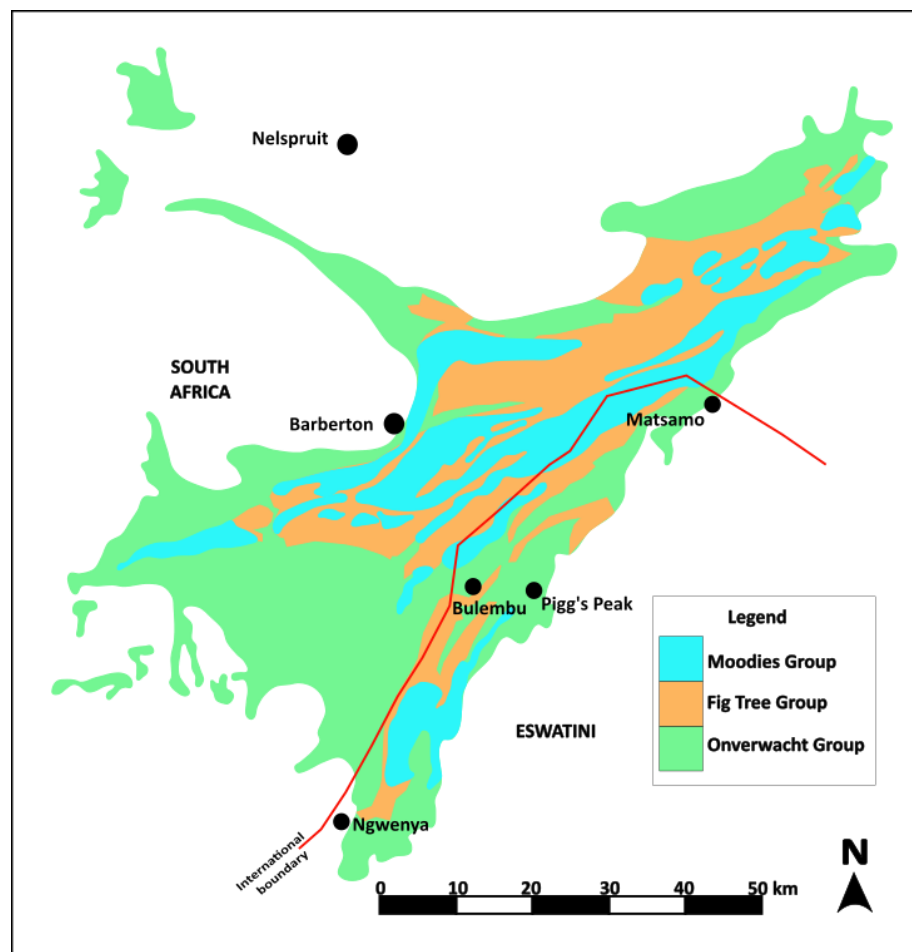 Nelspruit
SOUTH
AFRICA
Barberton
Matsamo
Bulembu
Pigg's Peak
ESWATINI
Ngwenya
International
boundary
Legend
Moodies Group
Fig Tree Group
Onverwacht Group
N
0 10 20 30 40 50 km